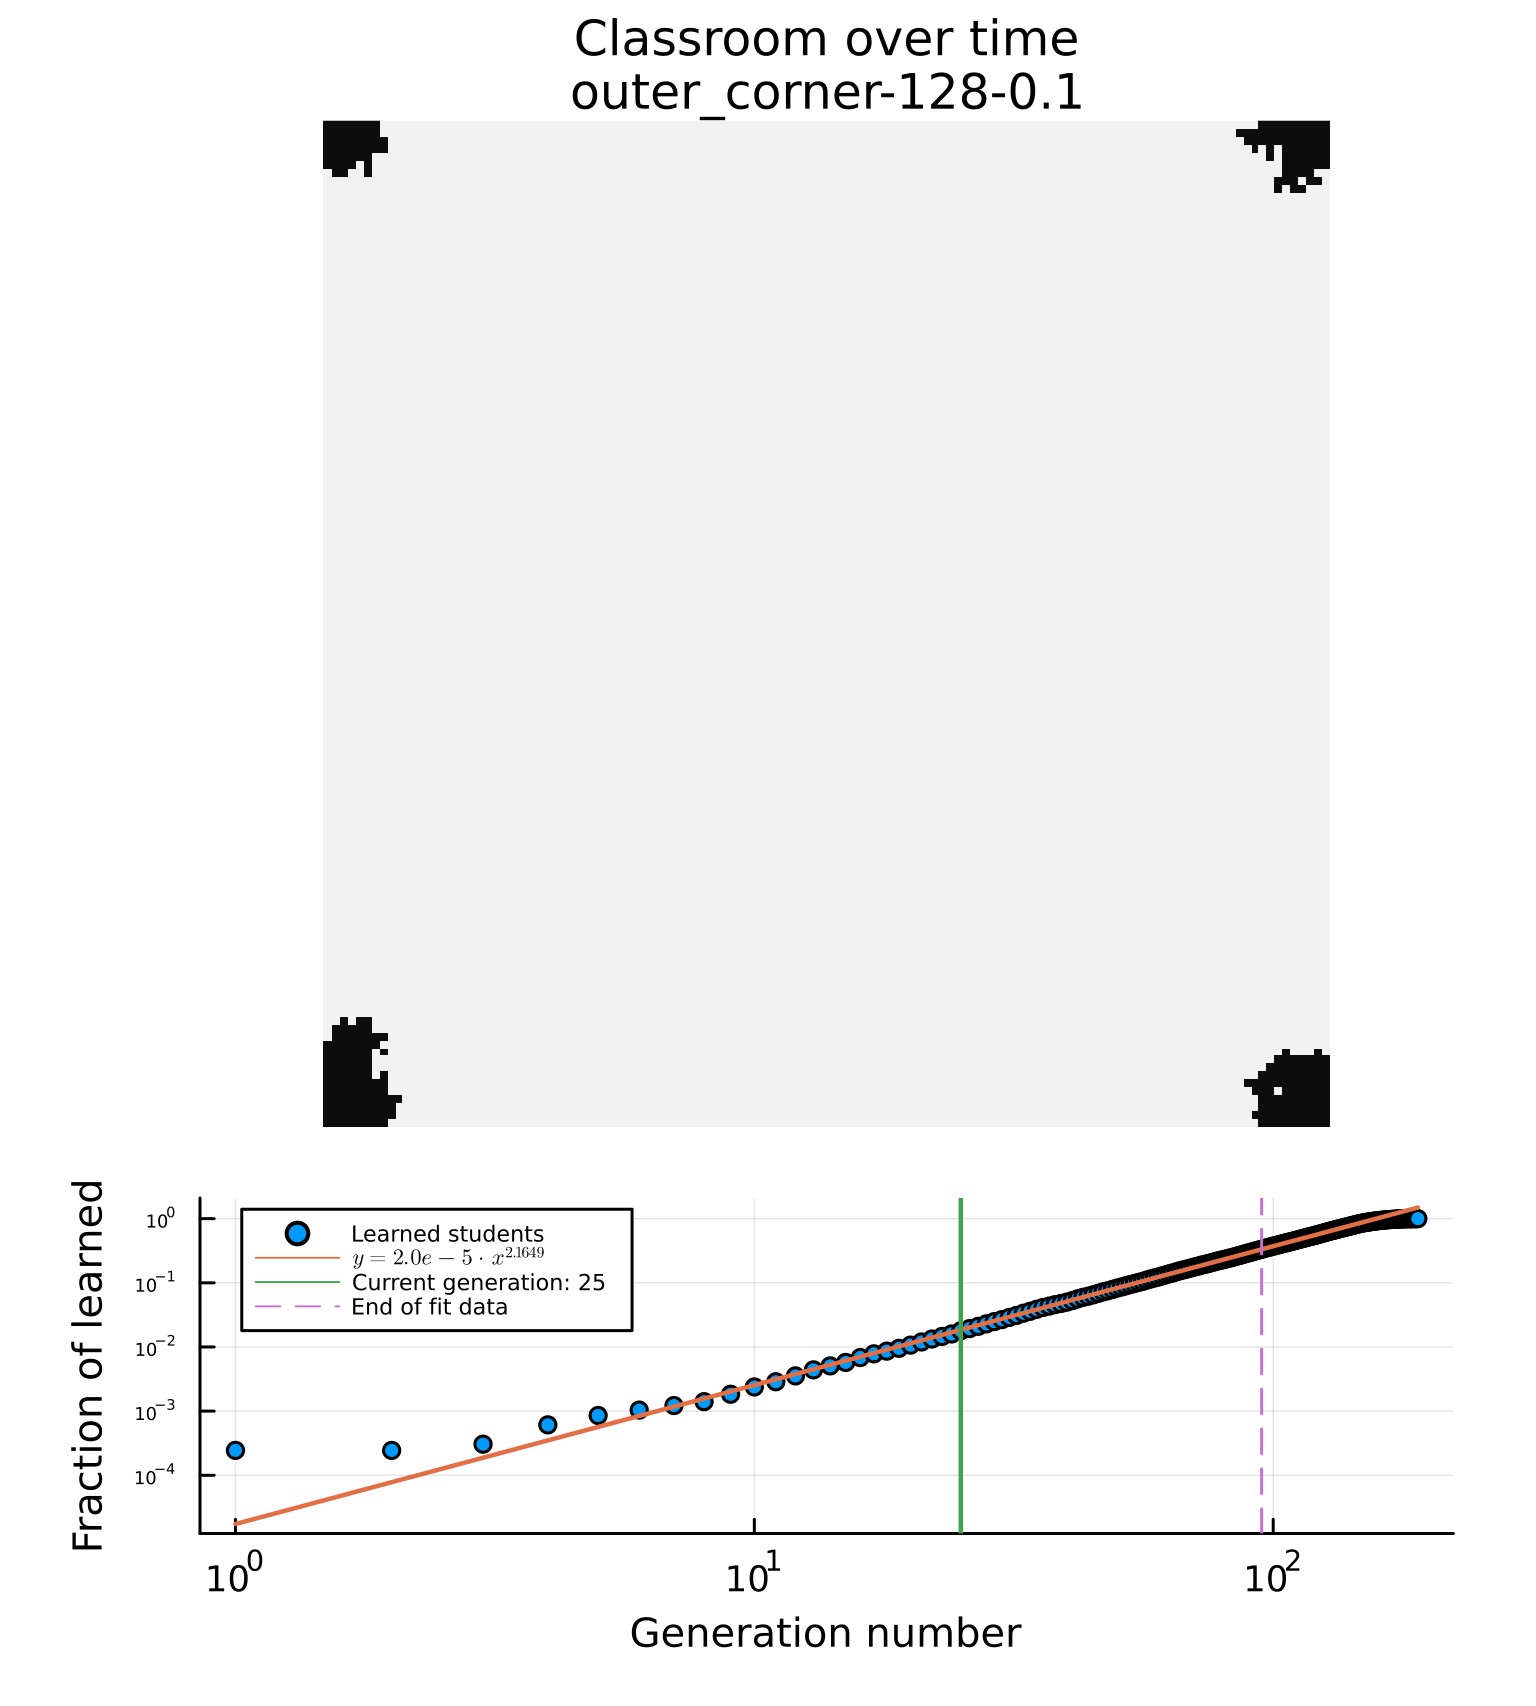 Classroom over time
outer_corner-128-0.1
Fraction of learned
10^0
10^-1
10^-2
10^-3
10^-4
Learned students
y = 2.0e − 5 · x^2.1649
Current generation: 25
End of fit data
10^0 10^1 10^2
Generation number